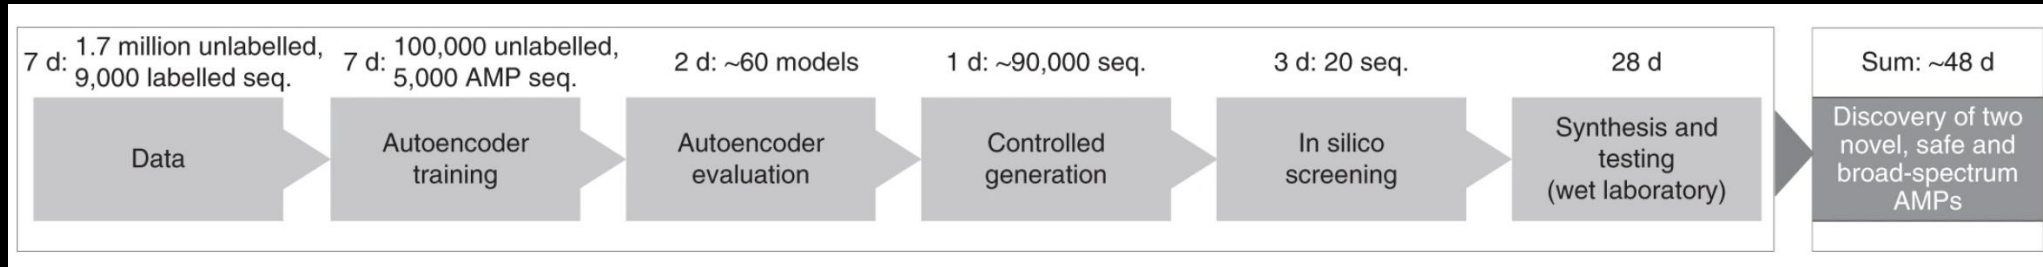 7 d: 1.7 million unlabelled,
9,000 labelled seq.
Data
7 d: 100,000 unlabelled,
5,000 AMP seq.
Autoencoder
training
2 d: ~60 models
Autoencoder
evaluation
1 d: ~90,000 seq.
Controlled
generation
3 d: 20 seq.
In silico
screening
28 d
Synthesis and
testing
(wet laboratory)
Sum: ~48 d
Discovery of two
novel, safe and
broad-spectrum
AMPs